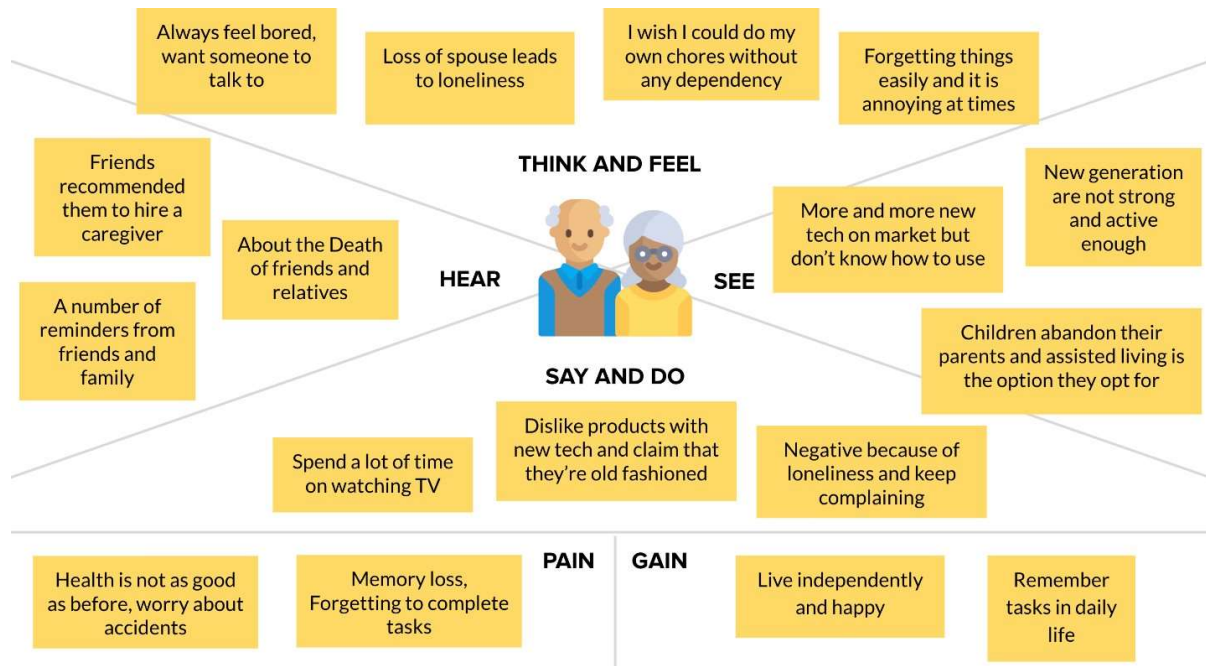 Always feel bored,
want someone to
talk to
Loss of spouse leads
to loneliness
I wish I could do my
own chores without
any dependency
Forgetting things
easily and it is
annoying at times
THINK AND FEEL
Friends
recommended
them to hire a
caregiver
About the Death
of friends and
relatives
A number of
reminders from
friends and
family
HEAR
SEE
More and more new
tech on market but
don't know how to use
New generation
are not strong
and active
enough
Children abandon their
parents and assisted living is
the option they opt for
SAY AND DO
Spend a lot of time
on watching TV
Dislike products with
new tech and claim that
they're old fashioned
Negative because of
loneliness and keep
complaining
PAIN
Health is not as good
as before, worry about
accidents
Memory loss,
Forgetting to complete
tasks
GAIN
Live independently
and happy
Remember
tasks in daily
life